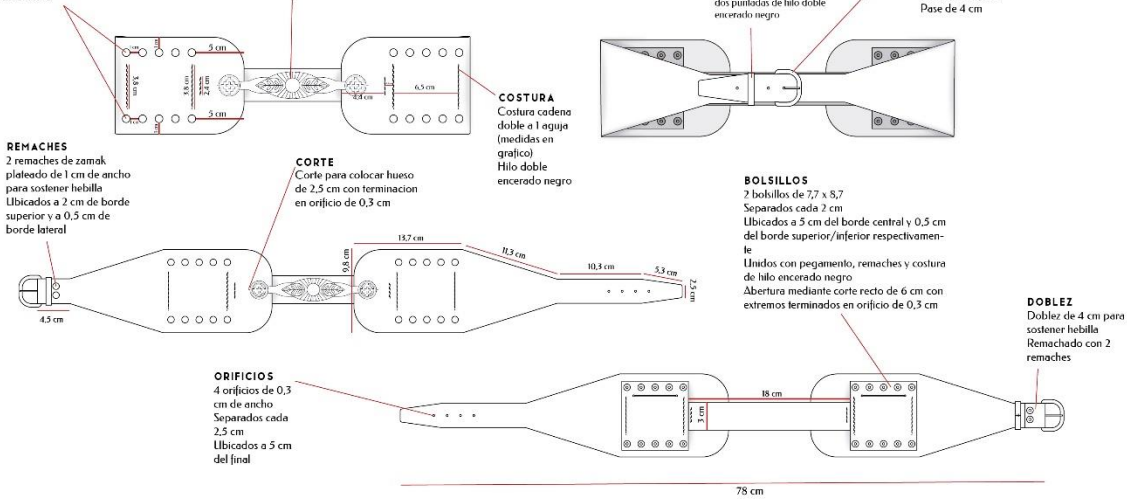 dos puntadas de hilo doble
encerado negro
Pase de 4 cm
5 cm
3,8 cm
3,8 cm
2,4 cm
5 cm
4,4
6,5 cm
COSTURA
Costura cadena
doble a 1 aguja
(medidas en
grafico)
Hilo doble
encerado negro
REMACHES
2 remaches de zamak
plateado de 1 cm de ancho
para sostener hebilla
Ubicados a 2 cm de borde
superior y a 0,5 cm de
borde lateral
CORTE
Corte para colocar hueso
de 2,5 cm con terminacion
en orificio de 0,3 cm
BOLSILLOS
2 bolsillos de 7,7 x 8,7
Separados cada 2 cm
Ubicados a 5 cm del borde central y 0,5 cm
del borde superior/inferior respectivamen-
te
Unidos con pegamento, remaches y costura
de hilo encerado negro
Abertura mediante corte recto de 6 cm con
extremos terminados en orificio de 0,3 cm
4,5 cm
9,8 cm
13,7 cm
11,3 cm
10,3 cm
5,3 cm
2,5 cm
DOBLEZ
Doblez de 4 cm para
sostener hebilla
Remachado con 2
remaches
ORIFICIOS
4 orificios de 0,3
cm de ancho
Separados cada
2,5 cm
Ubicados a 5 cm
del final
18 cm
3 cm
78 cm